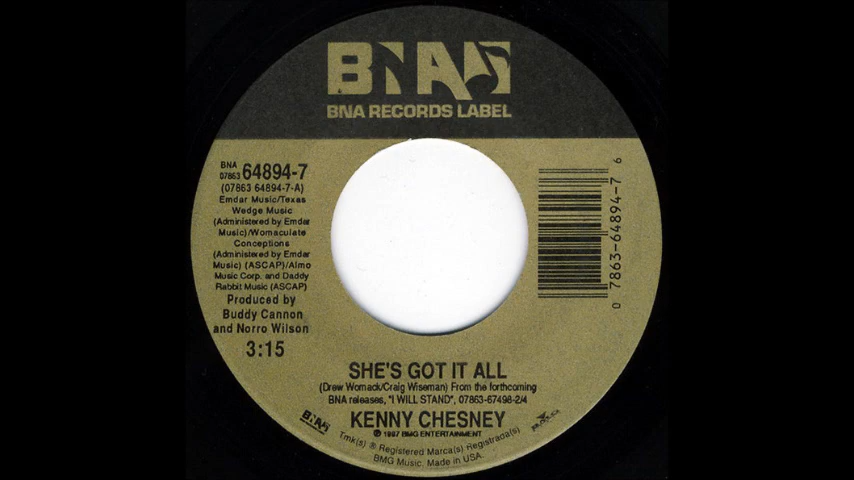 BNA
BNA RECORDS LABEL
BNA
07863 64894-7
(07863 64894-7-A)
Emdar Music/Texas
Wedge Music
(Administered by Emdar
Music)/Womaculate
Conceptions
(Administered by Emdar
Music) (ASCAP)/Almo
Music Corp. and Daddy
Rabbit Music (ASCAP)
Produced by
Buddy Cannon
and Norro Wilson
3:15
0 7863-64894-7 6
SHE'S GOT IT ALL
(Drew Womack/Craig Wiseman) From the forthcoming
BNA releases, "I WILL STAND", 07863-67498-2/4
KENNY CHESNEY
℗ 1997 BMG ENTERTAINMENT
BNA
Tmk(s) ® Registered Marca(s) Registrada(s)
BMG Music, Made in USA.